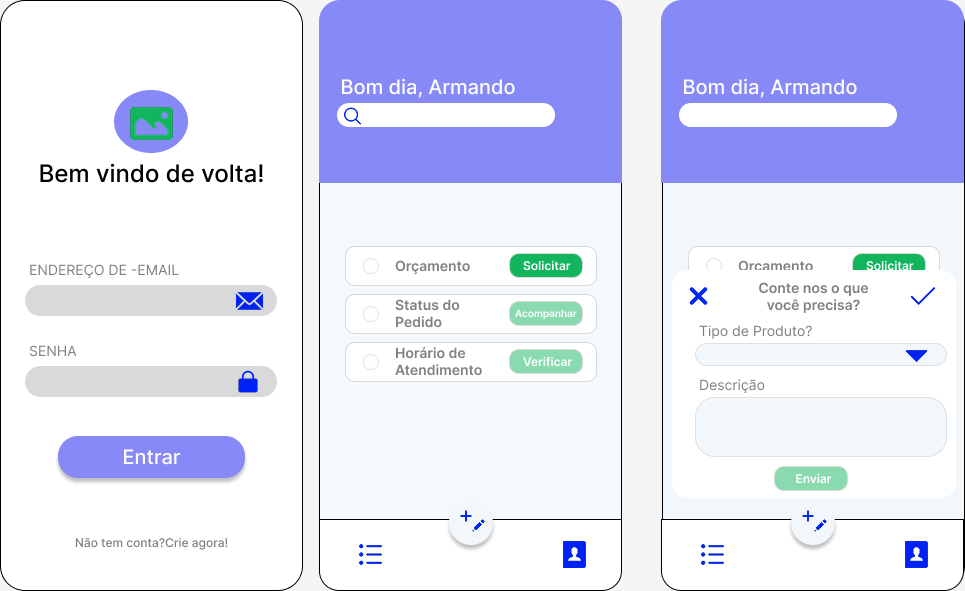 Bem vindo de volta!
ENDEREÇO DE -EMAIL
SENHA
Entrar
Não tem conta?Crie agora!
Bom dia, Armando
Orçamento
Solicitar
Status do
Pedido
Acompanhar
Horário de
Atendimento
Verificar
Bom dia, Armando
Orçamento
Solicitar
Conte nos o que
você precisa?
Tipo de Produto?
Descrição
Enviar